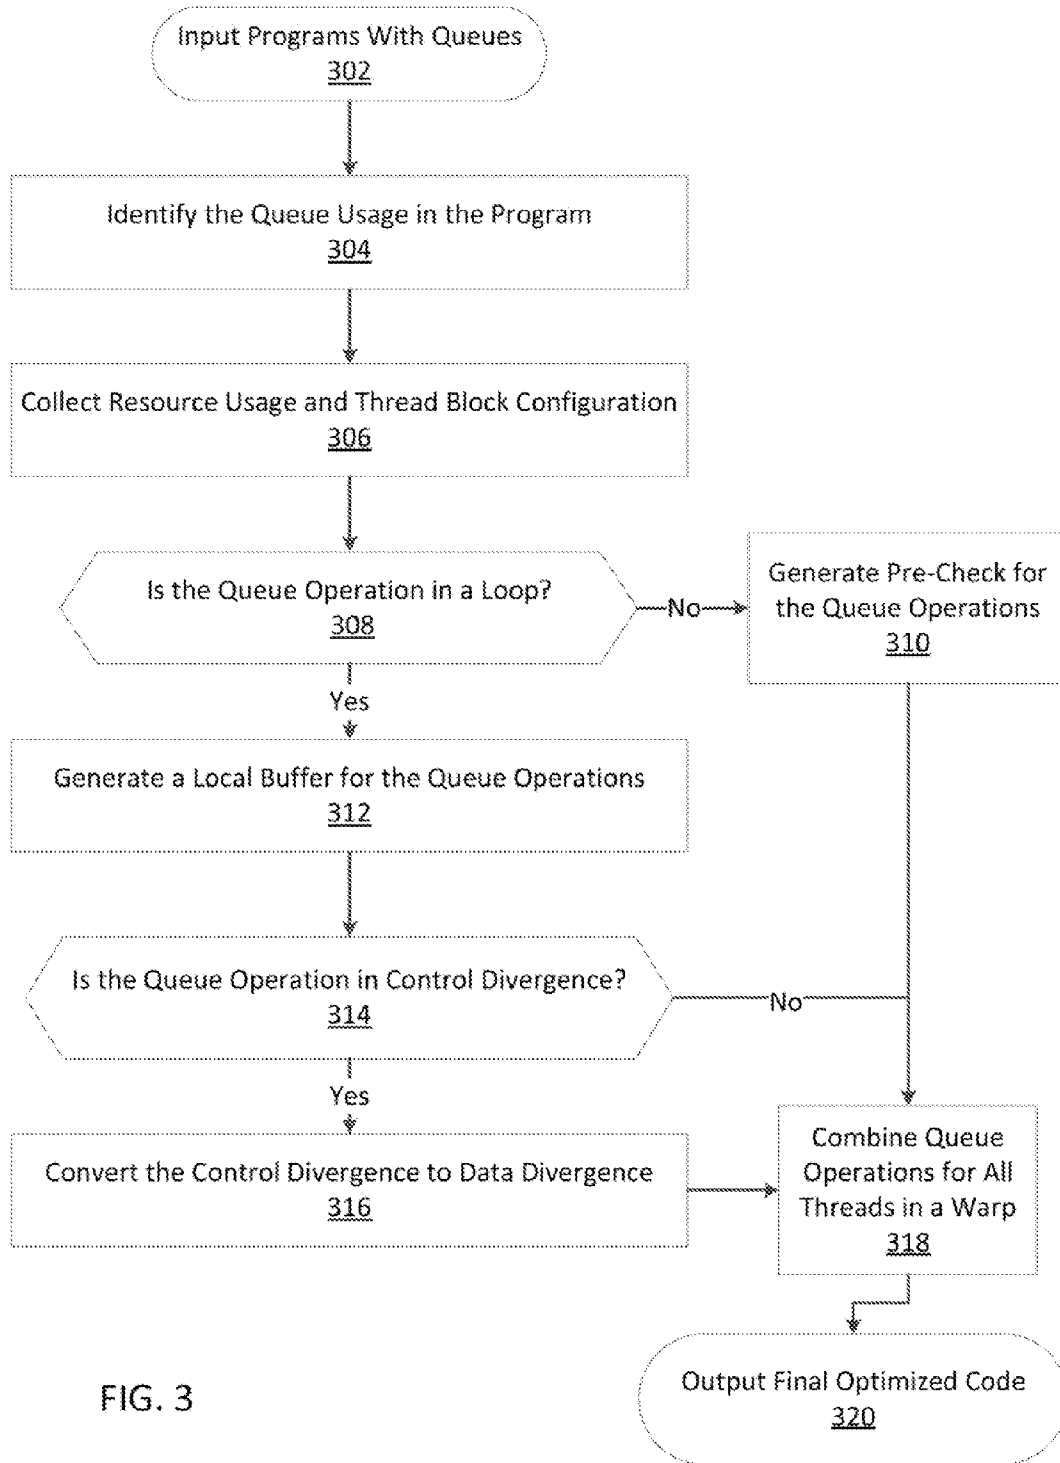 Input Programs With Queues
302
Identify the Queue Usage in the Program
304
Collect Resource Usage and Thread Block Configuration
306
Is the Queue Operation in a Loop?
308
No
Generate Pre-Check for
the Queue Operations
310
Yes
Generate a Local Buffer for the Queue Operations
312
Is the Queue Operation in Control Divergence?
314
No
Yes
Convert the Control Divergence to Data Divergence
316
Combine Queue
Operations for All
Threads in a Warp
318
Output Final Optimized Code
320
FIG. 3